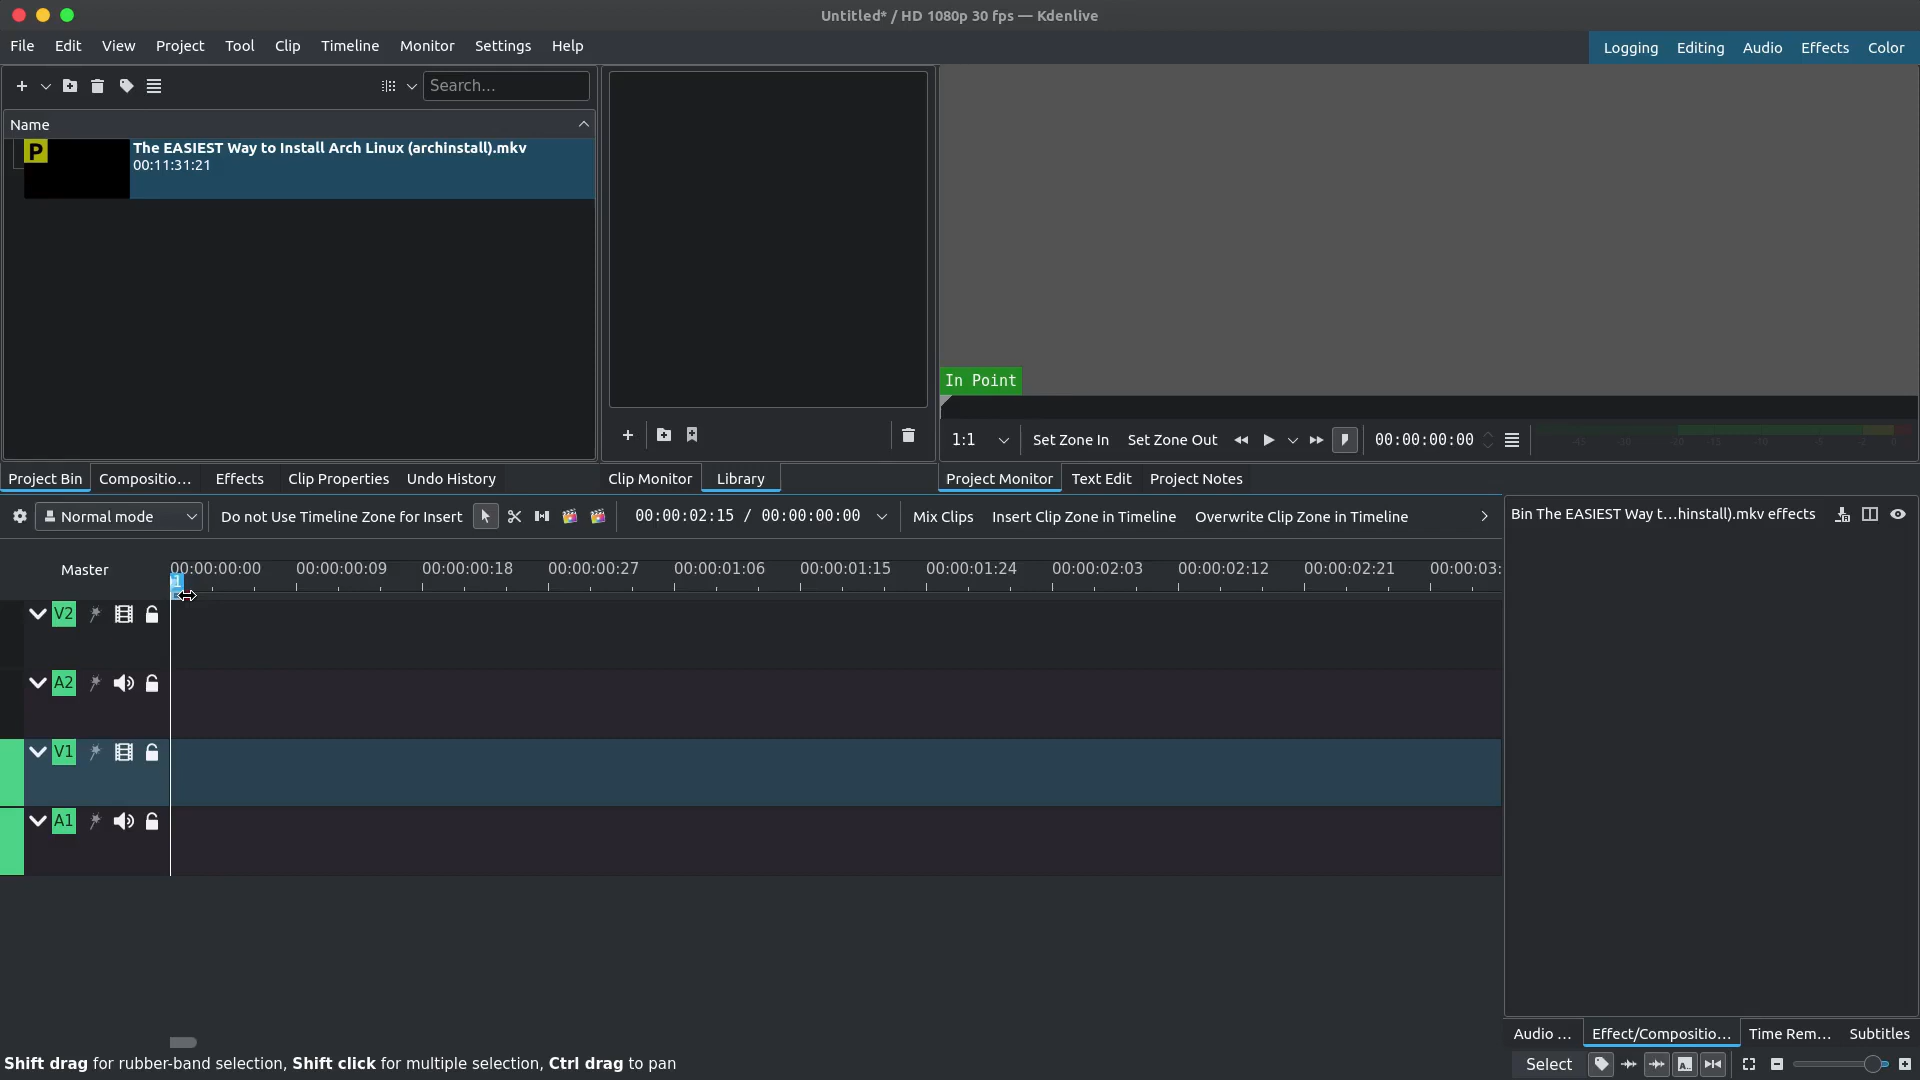 Untitled* / HD 1080p 30 fps — Kdenlive
File Edit View Project Tool Clip Timeline Monitor Settings Help
Logging Editing Audio Effects Color
Search...
Name
P
The EASIEST Way to Install Arch Linux (archinstall).mkv
00:11:31:21
In Point
1:1 Set Zone In Set Zone Out 00:00:00:00
Project Bin Compositio... Effects Clip Properties Undo History
Clip Monitor Library
Project Monitor Text Edit Project Notes
Normal mode Do not Use Timeline Zone for Insert 00:00:02:15 / 00:00:00:00 Mix Clips Insert Clip Zone in Timeline Overwrite Clip Zone in Timeline
Bin The EASIEST Way t...hinstall).mkv effects
Master
00:00:00:00 00:00:00:09 00:00:00:18 00:00:00:27 00:00:01:06 00:00:01:15 00:00:01:24 00:00:02:03 00:00:02:12 00:00:02:21 00:00:03:
1
V2
A2
V1
A1
Audio ... Effect/Compositio... Time Rem... Subtitles
Shift drag for rubber-band selection, Shift click for multiple selection, Ctrl drag to pan
Select